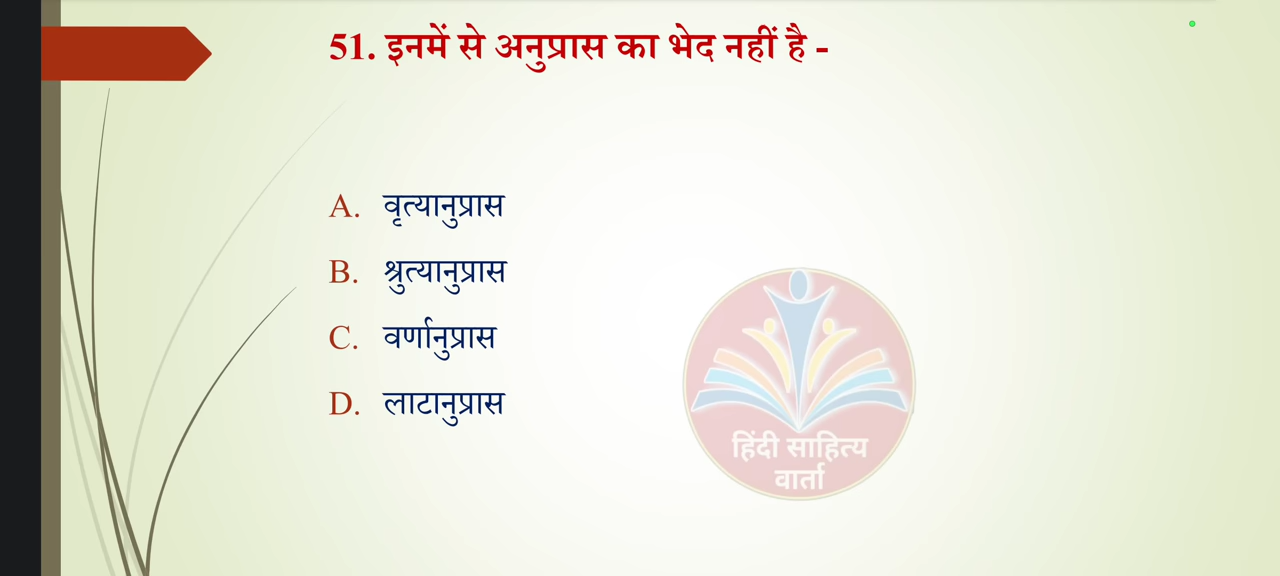 51. इनमें से अनुप्रास का भेद नहीं है -
A. वृत्यानुप्रास
B. श्रुत्यानुप्रास
C. वर्णानुप्रास
D. लाटानुप्रास
हिंदी साहित्य
वार्ता